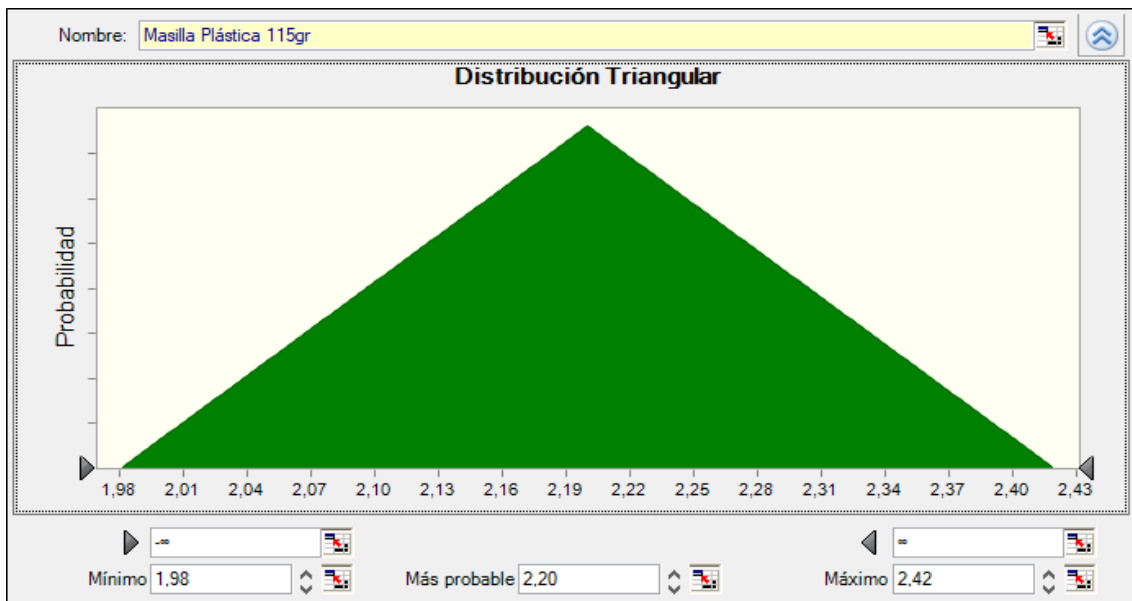 Nombre: Masilla Plástica 115gr
Distribución Triangular
Probabilidad
1,98 2,01 2,04 2,07 2,10 2,13 2,16 2,19 2,22 2,25 2,28 2,31 2,34 2,37 2,40 2,43
-∞ ∞
Mínimo 1,98 Más probable 2,20 Máximo 2,42